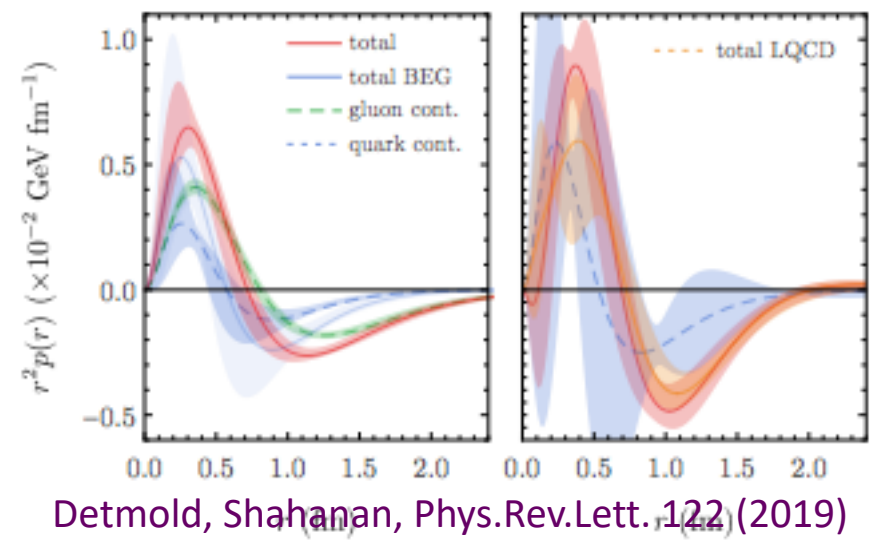 1.0
0.5
0.0
−0.5
r²p(r) (×10⁻² GeV fm⁻¹)
total
total BEG
gluon cont.
quark cont.
total LQCD
0.0 0.5 1.0 1.5 2.0
0.0 0.5 1.0 1.5 2.0
r (fm)
r (fm)
Detmold, Shahanan, Phys.Rev.Lett. 122 (2019)